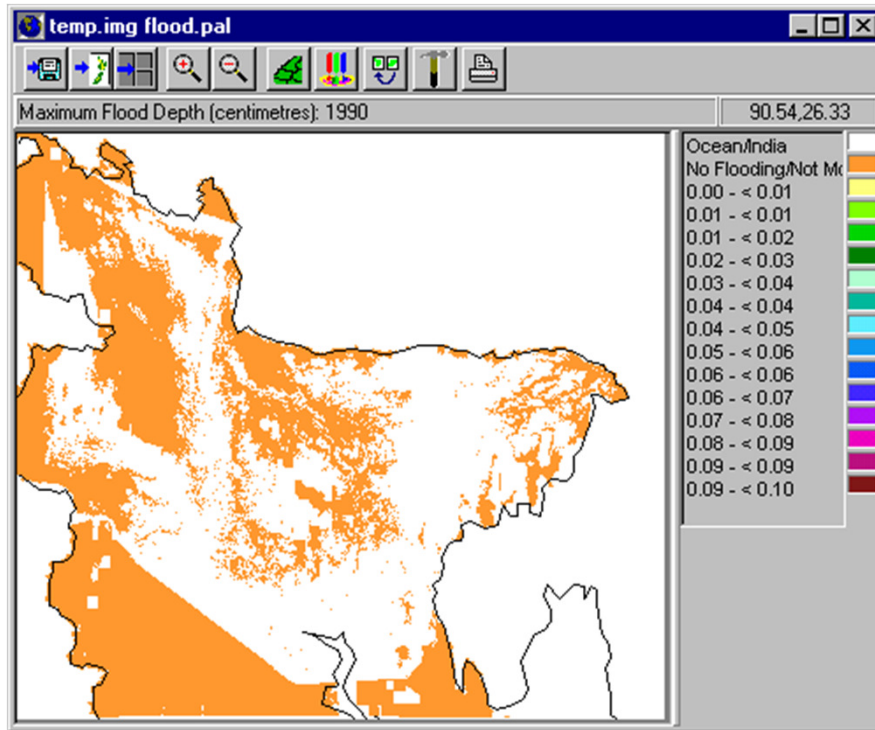 temp.img flood.pal
Maximum Flood Depth (centimetres): 1990 90.54,26.33
Ocean/India
No Flooding/Not Mo
0.00 - < 0.01
0.01 - < 0.01
0.01 - < 0.02
0.02 - < 0.03
0.03 - < 0.04
0.04 - < 0.04
0.04 - < 0.05
0.05 - < 0.06
0.06 - < 0.06
0.06 - < 0.07
0.07 - < 0.08
0.08 - < 0.09
0.09 - < 0.09
0.09 - < 0.10